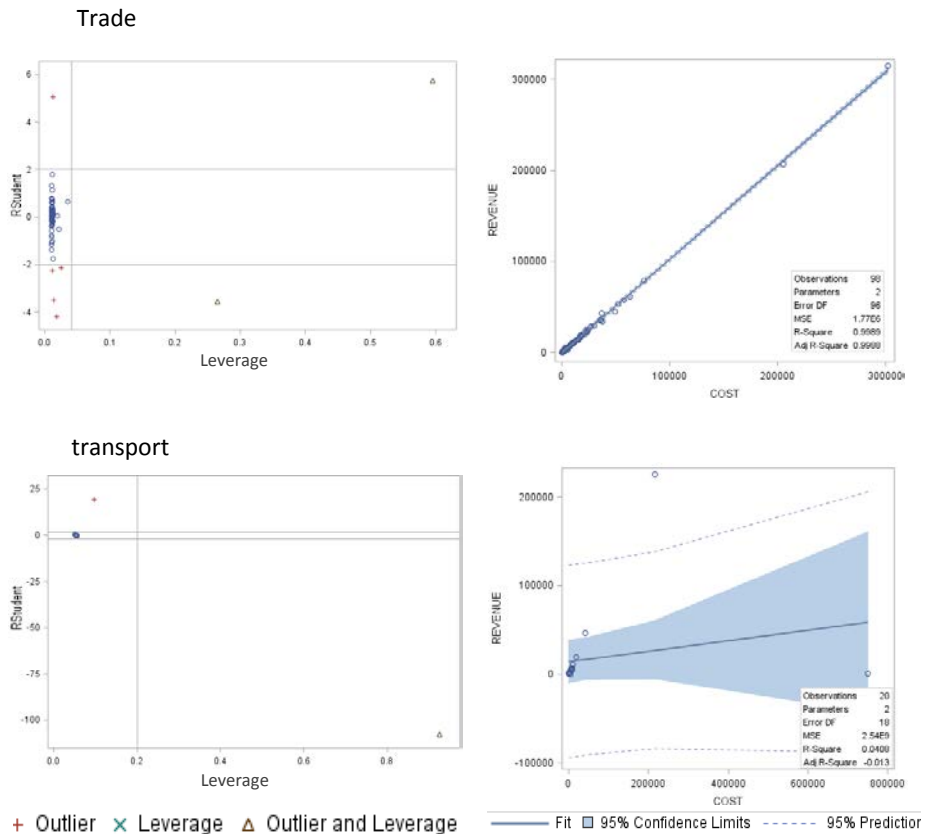 Trade
6
4
2
0
-2
-4
RStudent
0.0 0.1 0.2 0.3 0.4 0.5 0.6
Leverage
300000
200000
100000
0
REVENUE
Observations 98
Parameters 2
Error DF 96
MSE 1.77E6
R-Square 0.9989
Adj R-Square 0.9988
0 100000 200000 300000
COST
transport
25
0
-25
-50
-75
-100
RStudent
0.0 0.2 0.4 0.6 0.8
Leverage
200000
100000
0
-100000
REVENUE
Observations 20
Parameters 2
Error DF 18
MSE 2.54E9
R-Square 0.0408
Adj R-Square -0.013
0 200000 400000 600000 800000
COST
+ Outlier × Leverage △ Outlier and Leverage
Fit 95% Confidence Limits 95% Prediction